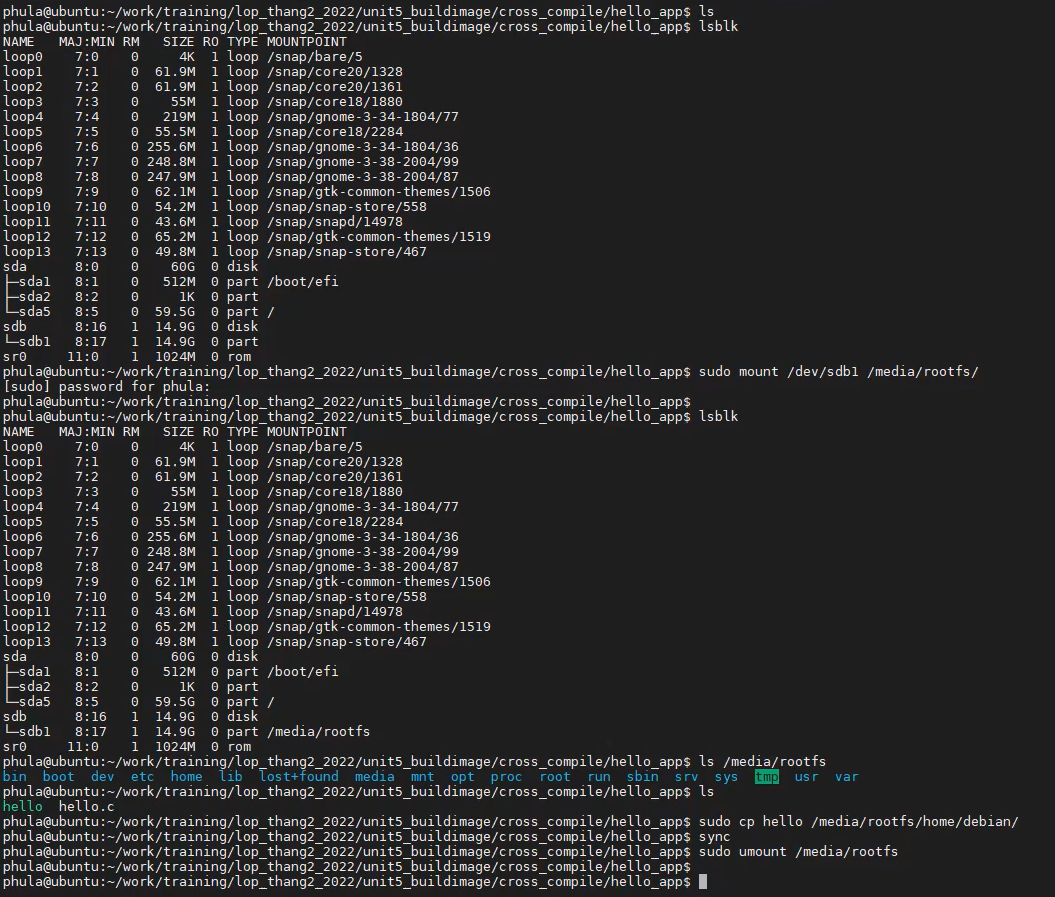 phula@ubuntu:~/work/training/lop_thang2_2022/unit5_buildimage/cross_compile/hello_app$ ls
phula@ubuntu:~/work/training/lop_thang2_2022/unit5_buildimage/cross_compile/hello_app$ lsblk
NAME   MAJ:MIN RM   SIZE RO TYPE MOUNTPOINT
loop0    7:0    0     4K  1 loop /snap/bare/5
loop1    7:1    0  61.9M  1 loop /snap/core20/1328
loop2    7:2    0  61.9M  1 loop /snap/core20/1361
loop3    7:3    0    55M  1 loop /snap/core18/1880
loop4    7:4    0   219M  1 loop /snap/gnome-3-34-1804/77
loop5    7:5    0  55.5M  1 loop /snap/core18/2284
loop6    7:6    0 255.6M  1 loop /snap/gnome-3-34-1804/36
loop7    7:7    0 248.8M  1 loop /snap/gnome-3-38-2004/99
loop8    7:8    0 247.9M  1 loop /snap/gnome-3-38-2004/87
loop9    7:9    0  62.1M  1 loop /snap/gtk-common-themes/1506
loop10   7:10   0  54.2M  1 loop /snap/snap-store/558
loop11   7:11   0  43.6M  1 loop /snap/snapd/14978
loop12   7:12   0  65.2M  1 loop /snap/gtk-common-themes/1519
loop13   7:13   0  49.8M  1 loop /snap/snap-store/467
sda      8:0    0    60G  0 disk
├─sda1   8:1    0   512M  0 part /boot/efi
├─sda2   8:2    0     1K  0 part
└─sda5   8:5    0  59.5G  0 part /
sdb      8:16   1  14.9G  0 disk
└─sdb1   8:17   1  14.9G  0 part
sr0     11:0    1  1024M  0 rom
phula@ubuntu:~/work/training/lop_thang2_2022/unit5_buildimage/cross_compile/hello_app$ sudo mount /dev/sdb1 /media/rootfs/
[sudo] password for phula:
phula@ubuntu:~/work/training/lop_thang2_2022/unit5_buildimage/cross_compile/hello_app$
phula@ubuntu:~/work/training/lop_thang2_2022/unit5_buildimage/cross_compile/hello_app$ lsblk
NAME   MAJ:MIN RM   SIZE RO TYPE MOUNTPOINT
loop0    7:0    0     4K  1 loop /snap/bare/5
loop1    7:1    0  61.9M  1 loop /snap/core20/1328
loop2    7:2    0  61.9M  1 loop /snap/core20/1361
loop3    7:3    0    55M  1 loop /snap/core18/1880
loop4    7:4    0   219M  1 loop /snap/gnome-3-34-1804/77
loop5    7:5    0  55.5M  1 loop /snap/core18/2284
loop6    7:6    0 255.6M  1 loop /snap/gnome-3-34-1804/36
loop7    7:7    0 248.8M  1 loop /snap/gnome-3-38-2004/99
loop8    7:8    0 247.9M  1 loop /snap/gnome-3-38-2004/87
loop9    7:9    0  62.1M  1 loop /snap/gtk-common-themes/1506
loop10   7:10   0  54.2M  1 loop /snap/snap-store/558
loop11   7:11   0  43.6M  1 loop /snap/snapd/14978
loop12   7:12   0  65.2M  1 loop /snap/gtk-common-themes/1519
loop13   7:13   0  49.8M  1 loop /snap/snap-store/467
sda      8:0    0    60G  0 disk
├─sda1   8:1    0   512M  0 part /boot/efi
├─sda2   8:2    0     1K  0 part
└─sda5   8:5    0  59.5G  0 part /
sdb      8:16   1  14.9G  0 disk
└─sdb1   8:17   1  14.9G  0 part /media/rootfs
sr0     11:0    1  1024M  0 rom
phula@ubuntu:~/work/training/lop_thang2_2022/unit5_buildimage/cross_compile/hello_app$ ls /media/rootfs
bin  boot  dev  etc  home  lib  lost+found  media  mnt  opt  proc  root  run  sbin  srv  sys  tmp  usr  var
phula@ubuntu:~/work/training/lop_thang2_2022/unit5_buildimage/cross_compile/hello_app$ ls
hello  hello.c
phula@ubuntu:~/work/training/lop_thang2_2022/unit5_buildimage/cross_compile/hello_app$ sudo cp hello /media/rootfs/home/debian/
phula@ubuntu:~/work/training/lop_thang2_2022/unit5_buildimage/cross_compile/hello_app$ sync
phula@ubuntu:~/work/training/lop_thang2_2022/unit5_buildimage/cross_compile/hello_app$ sudo umount /media/rootfs
phula@ubuntu:~/work/training/lop_thang2_2022/unit5_buildimage/cross_compile/hello_app$
phula@ubuntu:~/work/training/lop_thang2_2022/unit5_buildimage/cross_compile/hello_app$